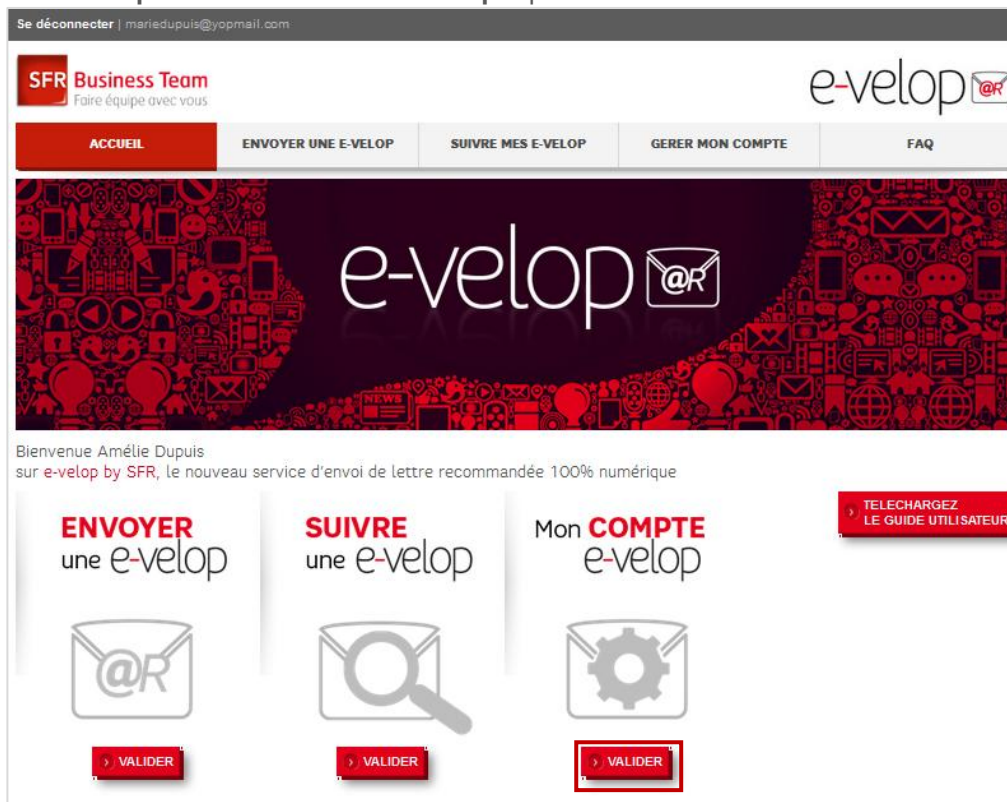 Se déconnecter | mariedupuis@yopmail.com
SFR Business Team
Faire équipe avec vous
e-velop @R
ACCUEIL
ENVOYER UNE E-VELOP
SUIVRE MES E-VELOP
GERER MON COMPTE
FAQ
e-velop @R
NEWS
Bienvenue Amélie Dupuis
sur e-velop by SFR, le nouveau service d'envoi de lettre recommandée 100% numérique
ENVOYER
une e-velop
@R
VALIDER
SUIVRE
une e-velop
VALIDER
Mon COMPTE
e-velop
VALIDER
TELECHARGEZ
LE GUIDE UTILISATEUR